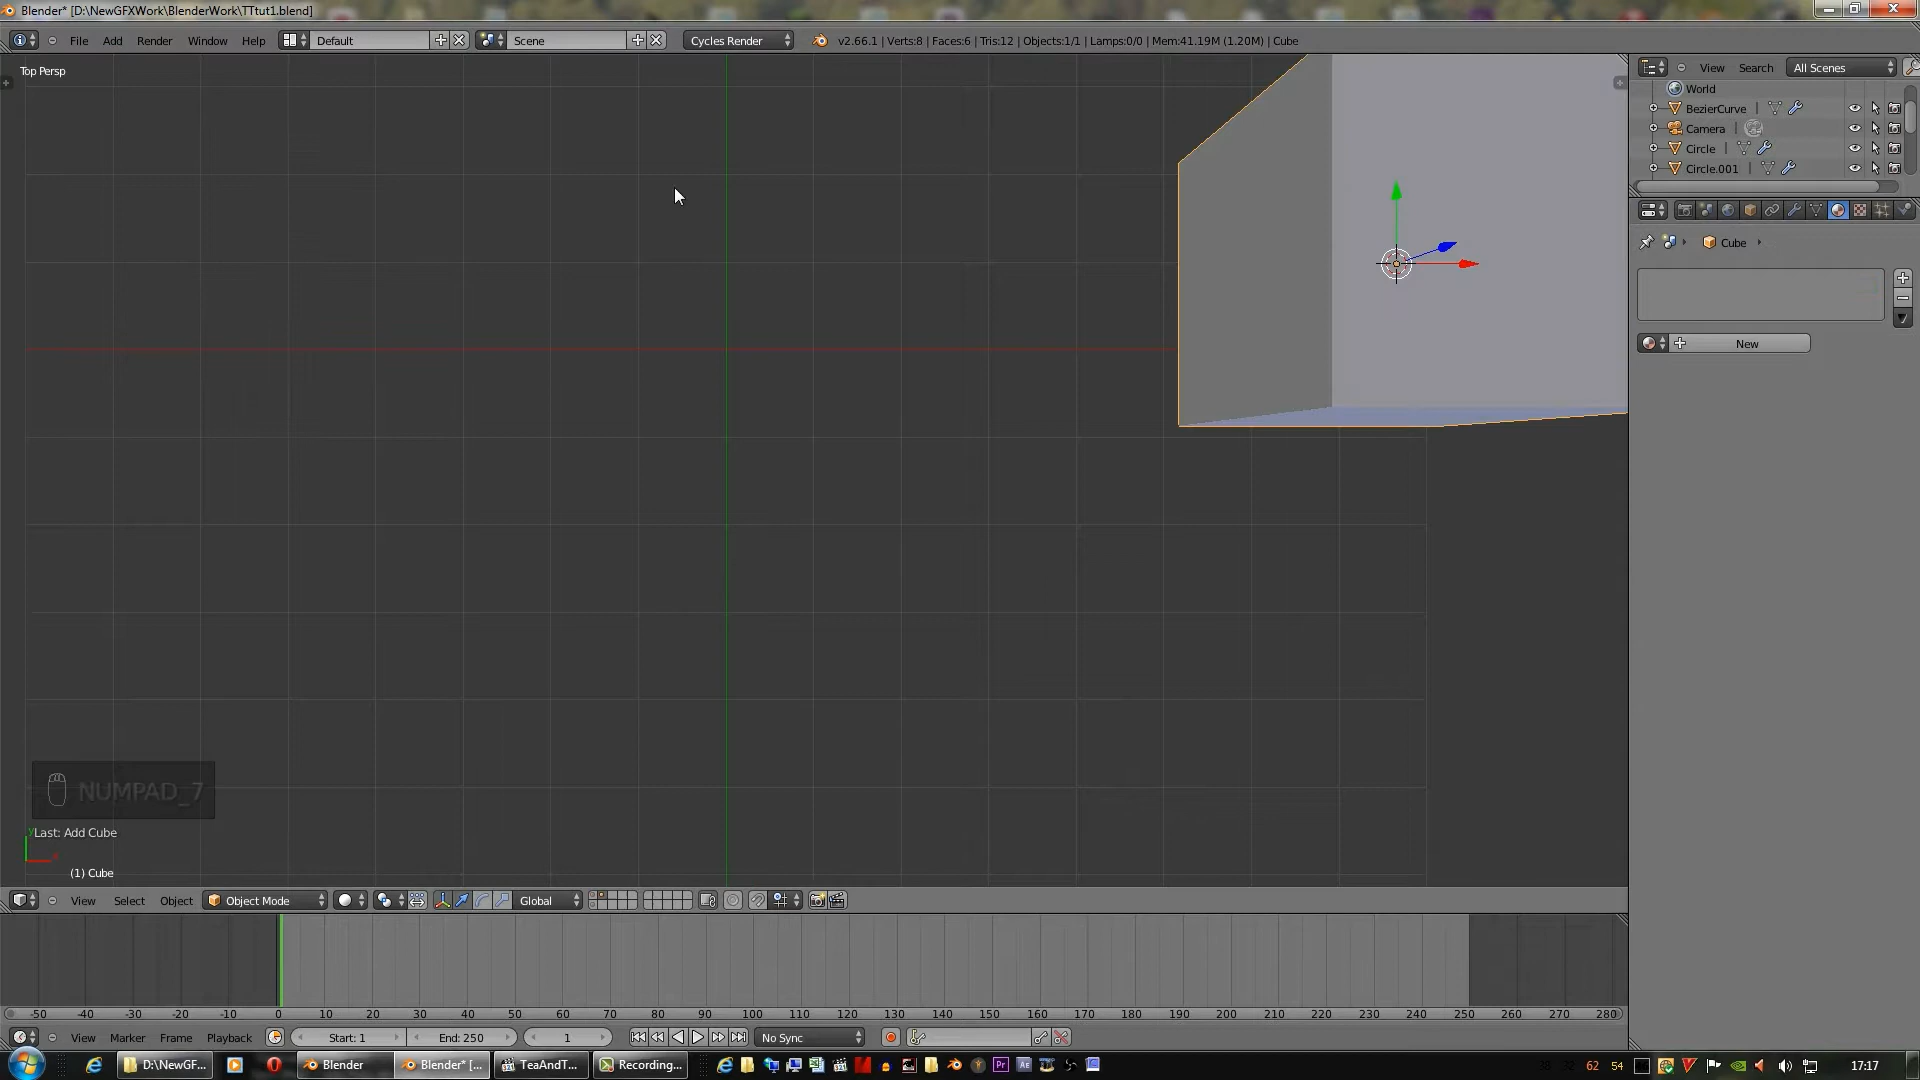 Blender* [D:\NewGFXWork\BlenderWork\TTtut1.blend]
File Add Render Window Help Default Scene Cycles Render v2.66.1 | Verts:8 | Faces:6 | Tris:12 | Objects:1/1 | Lamps:0/0 | Mem:41.19M (1.20M) | Cube
Top Persp
View Search All Scenes
World
BezierCurve
Camera
Circle
Circle.001
Cube
New
NUMPAD_7
Last: Add Cube
(1) Cube
View Select Object Object Mode Global
-50 -40 -30 -20 -10 0 10 20 30 40 50 60 70 80 90 100 110 120 130 140 150 160 170 180 190 200 210 220 230 240 250 260 270 280
View Marker Frame Playback Start: 1 End: 250 1 No Sync
D:\NewGF... Blender Blender* [... TeaAndT... Recording... 62 54 17:17